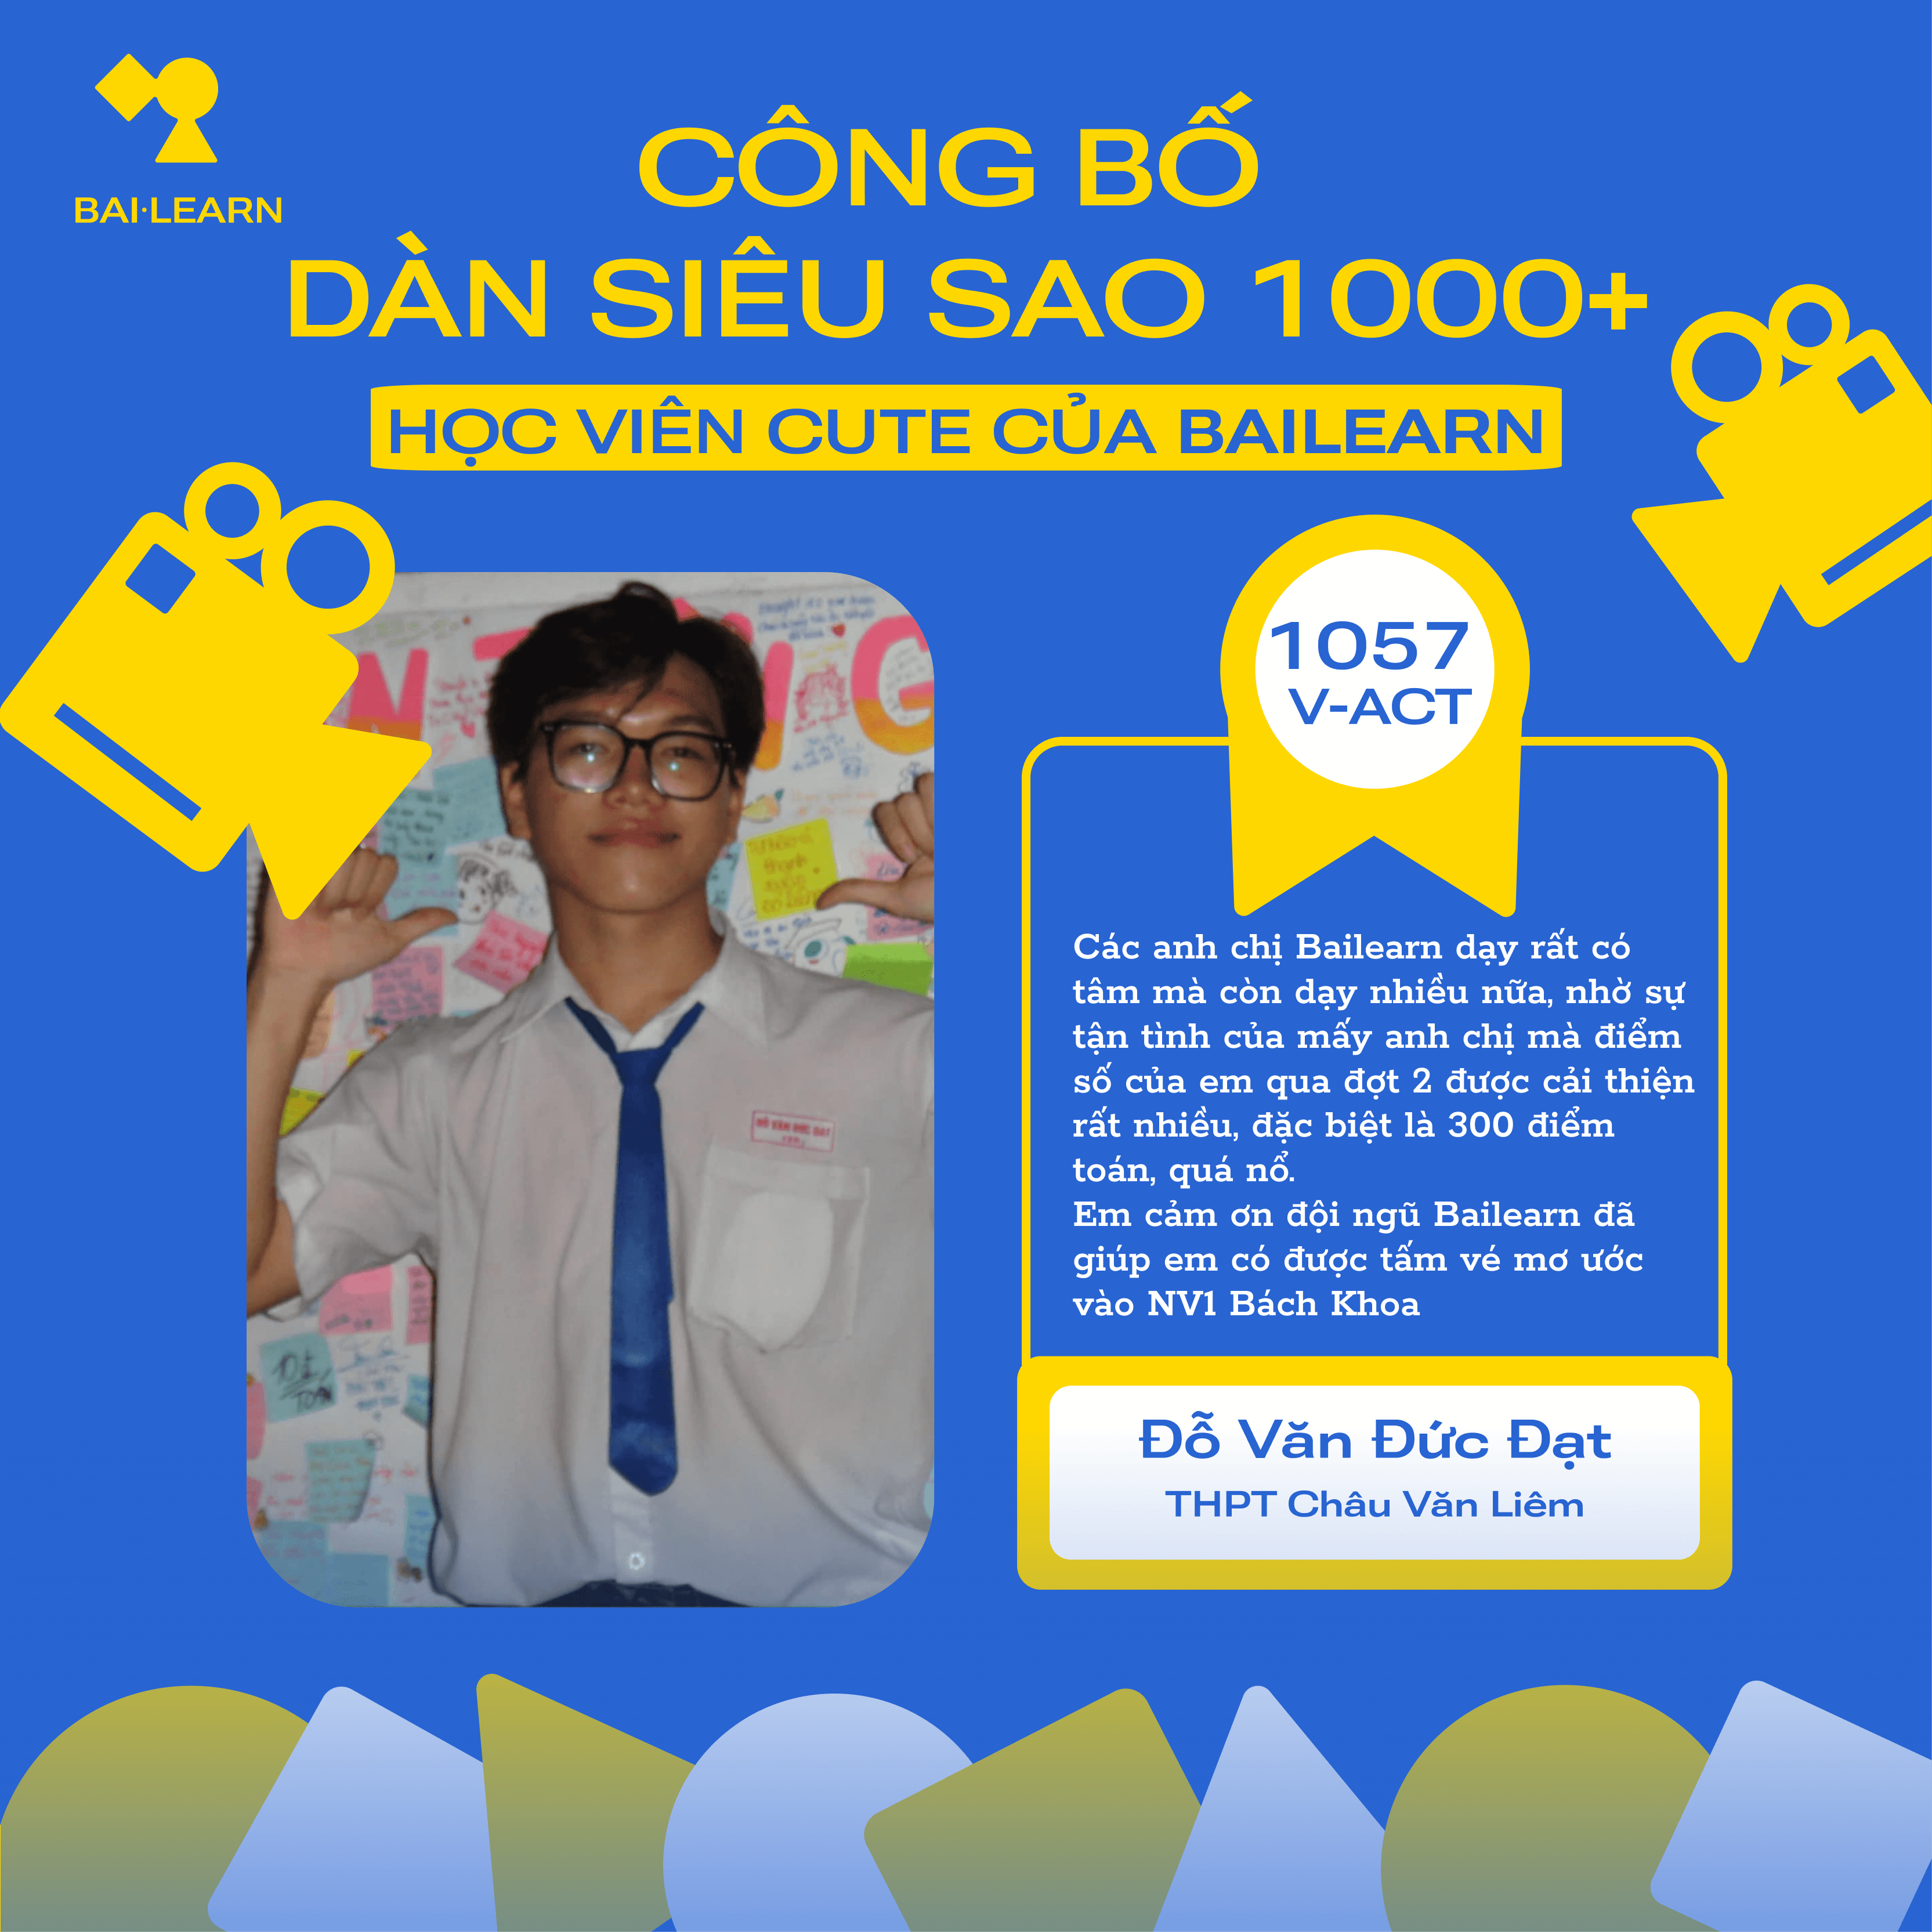 BAI·LEARN
CÔNG BỐ
DÀN SIÊU SAO 1000+
HỌC VIÊN CUTE CỦA BAILEARN
1057
V-ACT
Các anh chị Bailearn dạy rất có
tâm mà còn dạy nhiều nữa, nhờ sự
tận tình của mấy anh chị mà điểm
số của em qua đợt 2 được cải thiện
rất nhiều, đặc biệt là 300 điểm
toán, quá nổ.
Em cảm ơn đội ngũ Bailearn đã
giúp em có được tấm vé mơ ước
vào NV1 Bách Khoa
ĐỖ VĂN ĐỨC ĐẠT
Đỗ Văn Đức Đạt
THPT Châu Văn Liêm